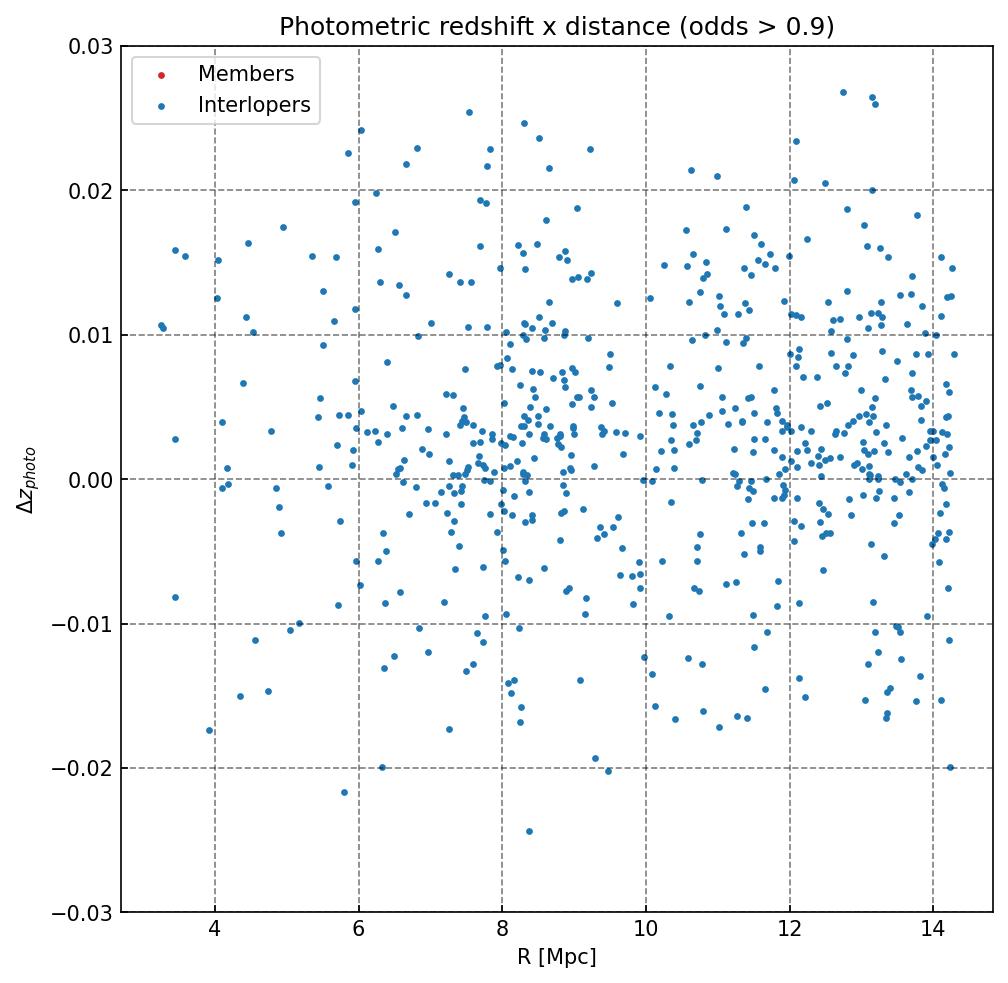 Photometric redshift x distance (odds > 0.9)
Members
Interlopers
0.03
0.02
0.01
0.00
−0.01
−0.02
−0.03
Δz_photo
4 6 8 10 12 14
R [Mpc]